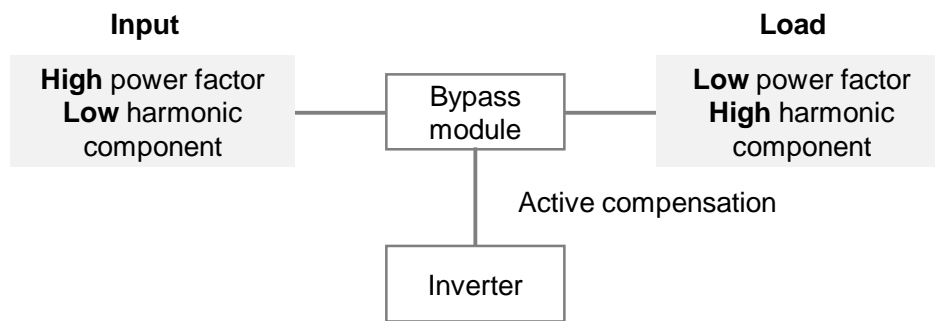 Input
High power factor
Low harmonic
component
Bypass
module
Load
Low power factor
High harmonic
component
Active compensation
Inverter